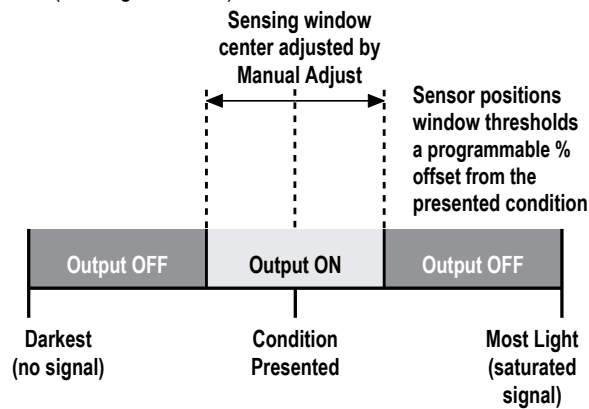 Sensing window
center adjusted by
Manual Adjust
Sensor positions
window thresholds
a programmable %
offset from the
presented condition
Output OFF
Output ON
Output OFF
Darkest
(no signal)
Condition
Presented
Most Light
(saturated
signal)